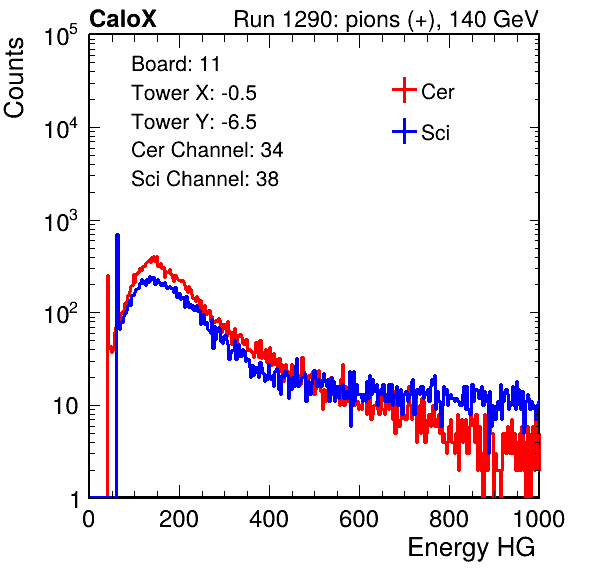 CaloX Run 1290: pions (+), 140 GeV
Board: 11
Tower X: -0.5
Tower Y: -6.5
Cer Channel: 34
Sci Channel: 38
Cer
Sci
Counts
10^5
10^4
10^3
10^2
10
1
0 200 400 600 800 1000
Energy HG